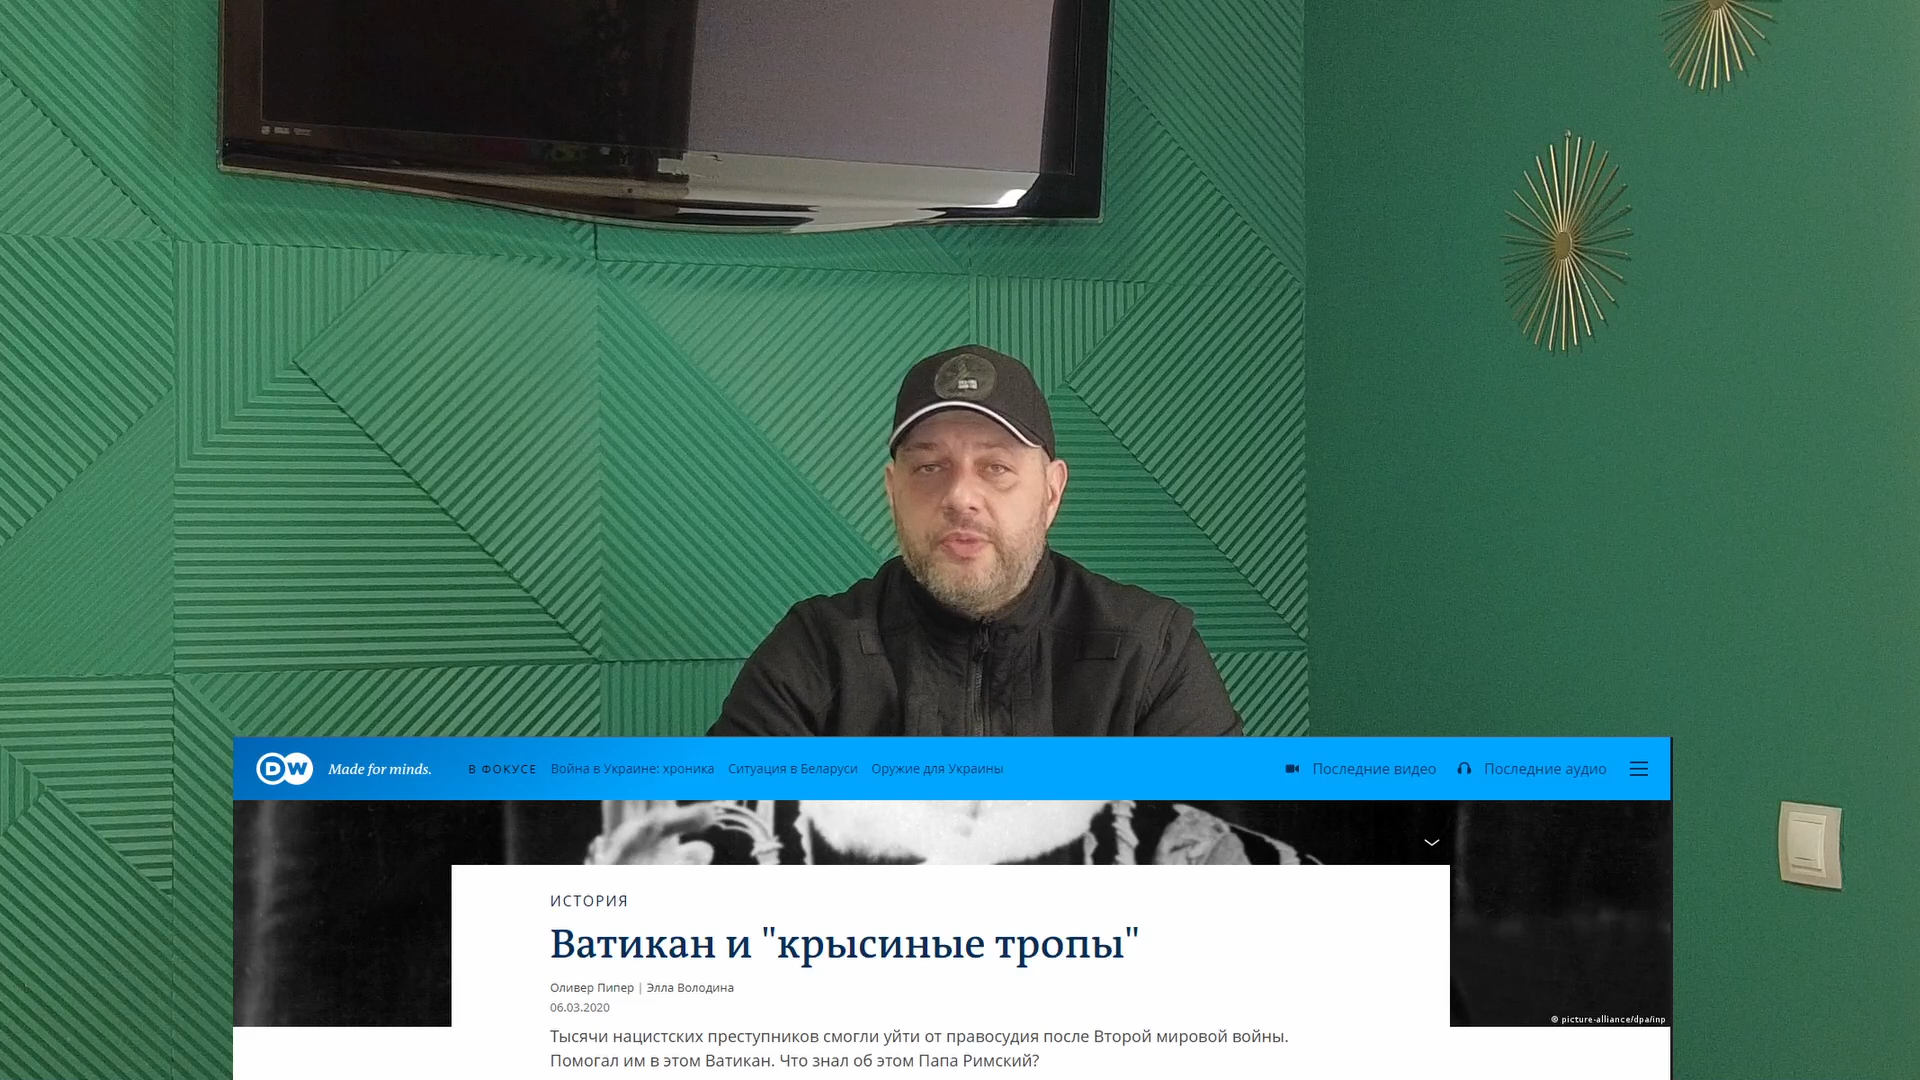 DW Made for minds. В ФОКУСЕ Война в Украине: хроника Ситуация в Беларуси Оружие для Украины Последние видео Последние аудио
ИСТОРИЯ
Ватикан и "крысиные тропы"
Оливер Пипер | Элла Володина
06.03.2020
© picture-alliance/dpa/inp
Тысячи нацистских преступников смогли уйти от правосудия после Второй мировой войны.
Помогал им в этом Ватикан. Что знал об этом Папа Римский?